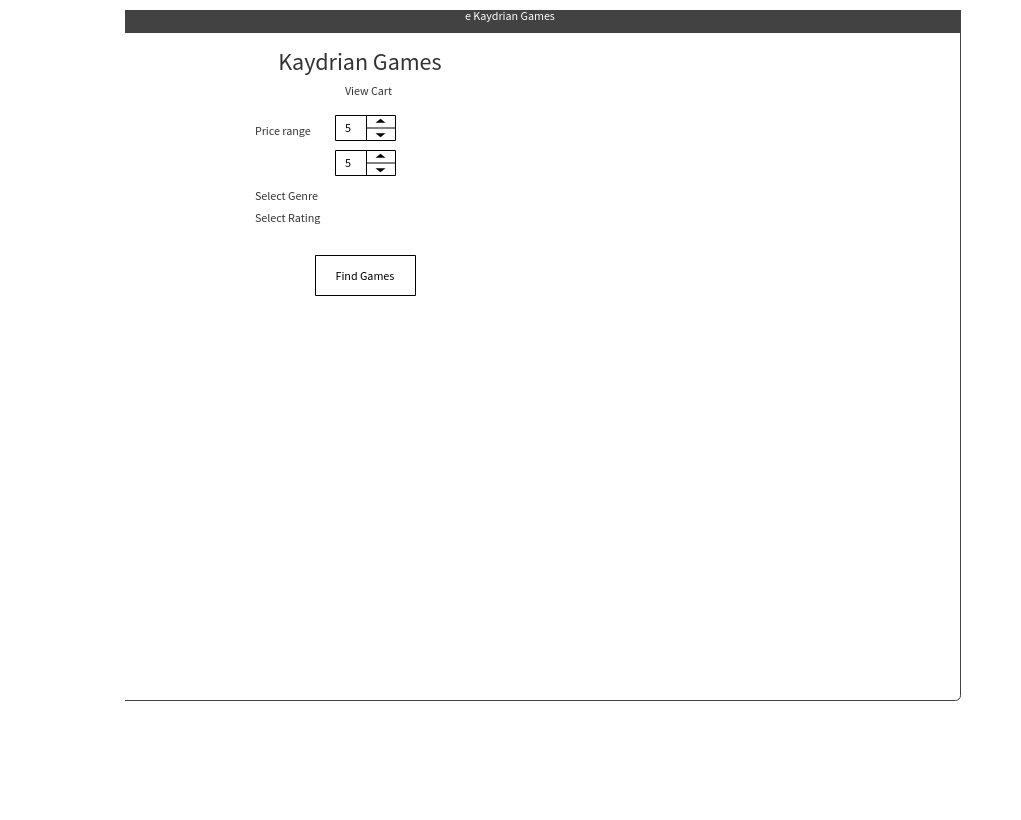 e Kaydrian Games
Kaydrian Games
View Cart
Price range
5
5
Select Genre
Select Rating
Find Games